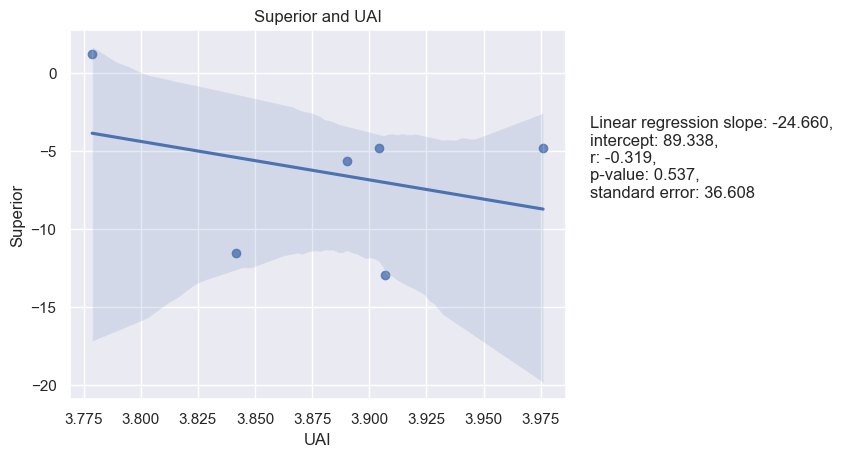 Superior and UAI
0
−5
−10
−15
−20
Superior
3.775 3.800 3.825 3.850 3.875 3.900 3.925 3.950 3.975
UAI
Linear regression slope: -24.660,
intercept: 89.338,
r: -0.319,
p-value: 0.537,
standard error: 36.608